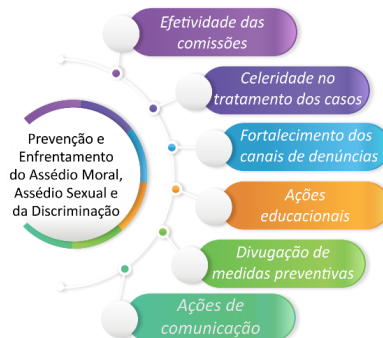 Efetividade das
comissões
Celeridade no
tratamento dos casos
Prevenção e
Enfrentamento
do Assédio Moral,
Assédio Sexual e
da Discriminação
Fortalecimento dos
canais de denúncias
Ações
educacionais
Divugação de
medidas preventivas
Ações de
comunicação